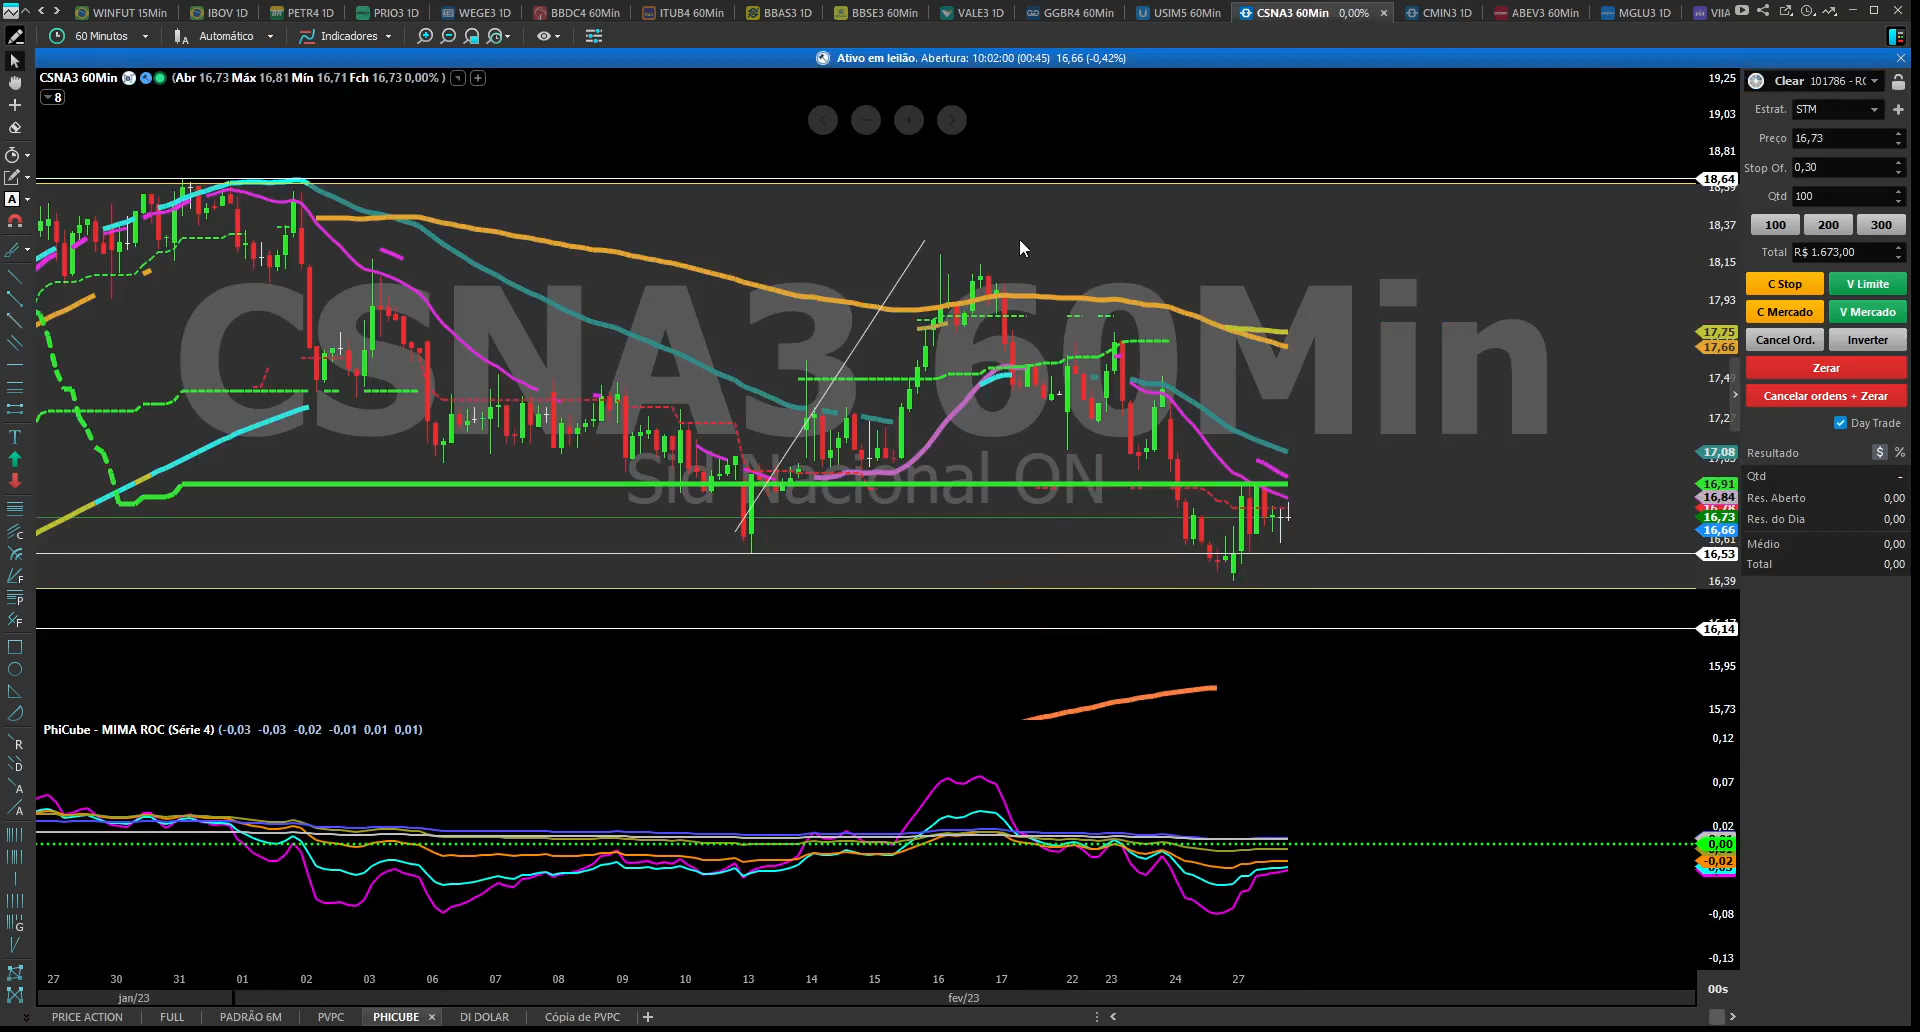 WINFUT 15Min
IBOV 1D
PETR4 1D
PRIO3 1D
WEGE3 1D
BBDC4 60Min
ITUB4 60Min
BBAS3 1D
BBSE3 60Min
VALE3 1D
GGBR4 60Min
USIM5 60Min
CSNA3 60Min 0,00%
CMIN3 1D
ABEV3 60Min
MGLU3 1D
VIIA
60 Minutos
Automático
Indicadores
Ativo em leilão. Abertura: 10:02:00 (00:45) 16,66 (-0,42%)
CSNA3 60Min (Abr 16,73 Máx 16,81 Mín 16,71 Fch 16,73 0,00% )
8
CSNA3 60Min
Sid Nacional ON
19,25
19,03
18,81
18,64
18,37
18,15
17,93
17,75
17,66
17,08
16,91
16,84
16,73
16,66
16,61
16,53
16,39
16,14
15,95
15,73
Clear 101786 - RC
Estrat. STM
Preço 16,73
Stop Of. 0,30
Qtd 100
100 200 300
Total R$ 1.673,00
C Stop V Limite
C Mercado V Mercado
Cancel Ord. Inverter
Zerar
Cancelar ordens + Zerar
Day Trade
Resultado $ %
Qtd -
Res. Aberto 0,00
Res. do Dia 0,00
Médio 0,00
Total 0,00
PhiCube - MIMA ROC (Série 4) (-0,03 -0,03 -0,02 -0,01 0,01 0,01)
0,12
0,07
0,02
0,00
-0,02
-0,08
-0,13
27 30 31 01 02 03 06 07 08 09 10 13 14 15 16 17 22 23 24 27
jan/23 fev/23
00s
PRICE ACTION FULL PADRÃO 6M PVPC PHICUBE DI DOLAR Cópia de PVPC